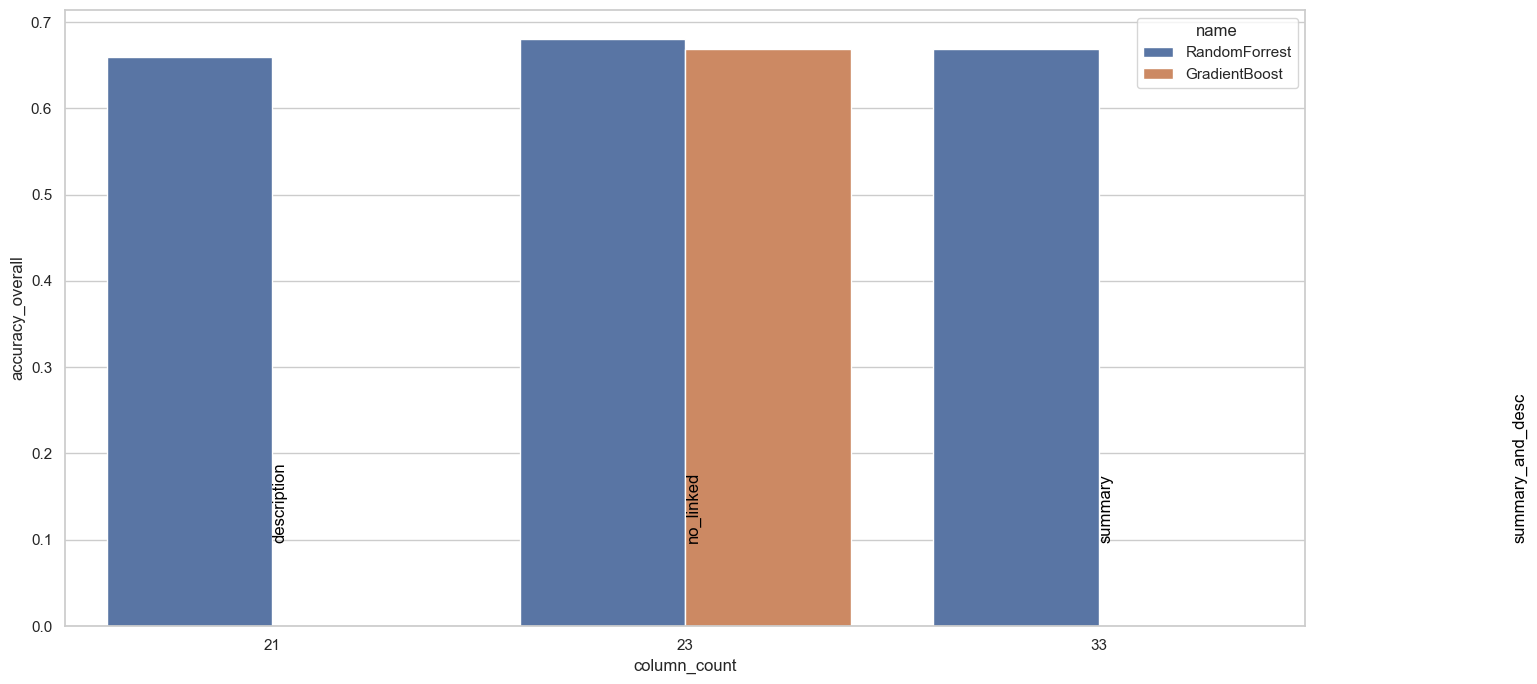 name
RandomForrest
GradientBoost
accuracy_overall
0.7
0.6
0.5
0.4
0.3
0.2
0.1
0.0
description
no_linked
summary
summary_and_desc
21
23
33
column_count